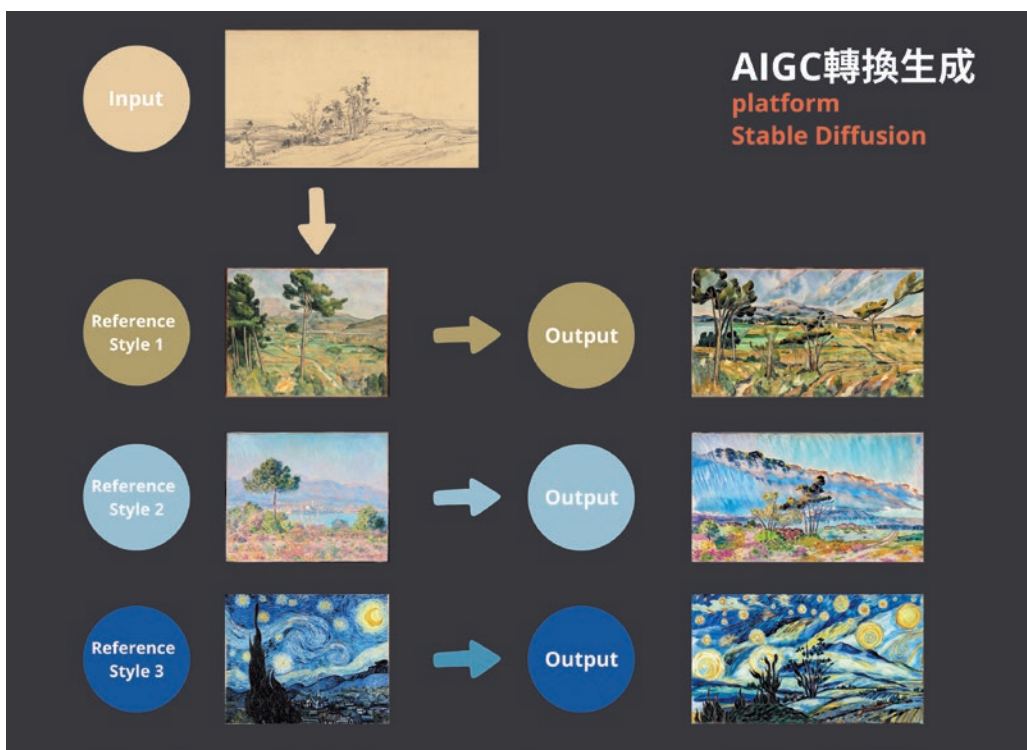 Input
AIGC轉換生成
platform
Stable Diffusion
Reference
Style 1
Output
Reference
Style 2
Output
Reference
Style 3
Output